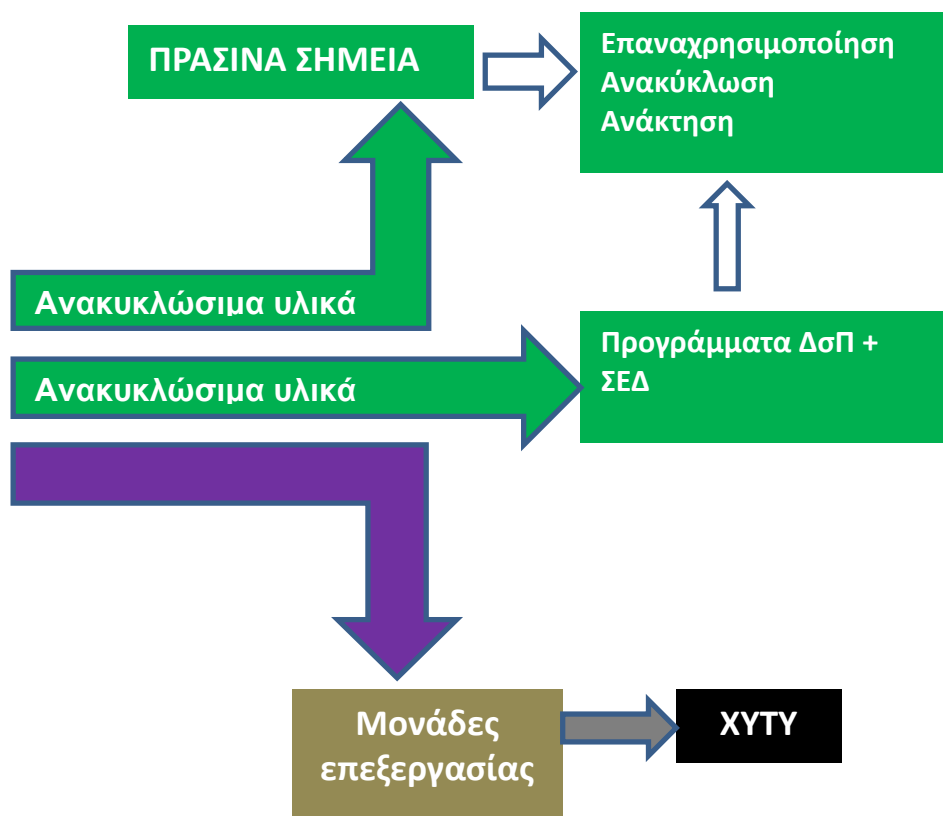 ΠΡΑΣΙΝΑ ΣΗΜΕΙΑ
Επαναχρησιμοποίηση
Ανακύκλωση
Ανάκτηση
Ανακυκλώσιμα υλικά
Προγράμματα ΔσΠ +
ΣΕΔ
Ανακυκλώσιμα υλικά
Μονάδες
επεξεργασίας
ΧΥΤΥ